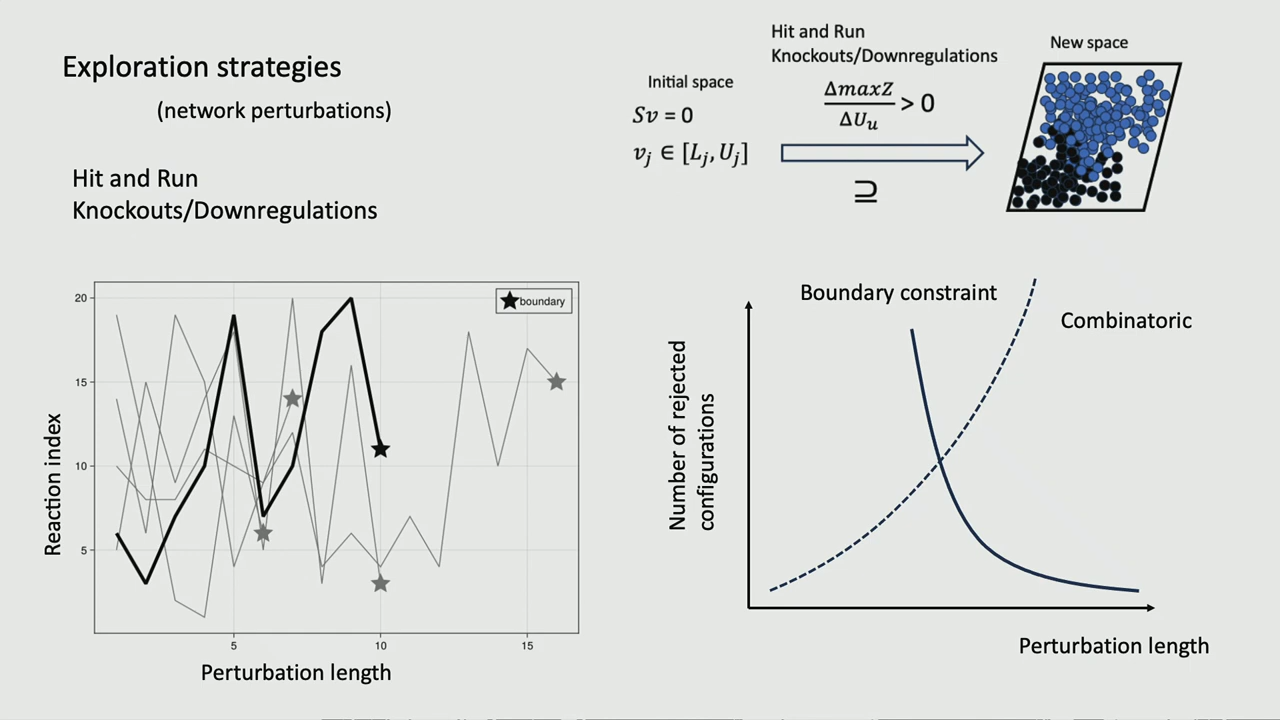 Exploration strategies
(network perturbations)
Hit and Run
Knockouts/Downregulations
Initial space
Sv = 0
v_j ∈ [L_j, U_j]
Hit and Run
Knockouts/Downregulations
ΔmaxZ
ΔU_u
> 0
⊇
New space
20
15
10
5
Reaction index
boundary
5
10
15
Perturbation length
Boundary constraint
Combinatoric
Number of rejected
configurations
Perturbation length